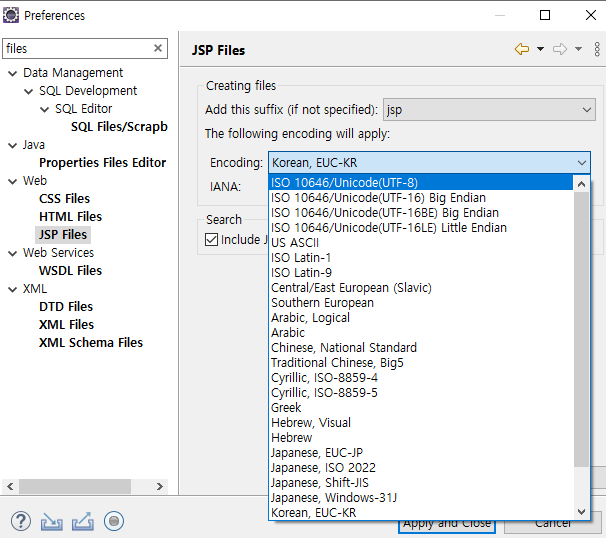 Preferences
files
JSP Files
Data Management
SQL Development
SQL Editor
SQL Files/Scrapb
Java
Properties Files Editor
Web
CSS Files
HTML Files
JSP Files
Web Services
WSDL Files
XML
DTD Files
XML Files
XML Schema Files
Creating files
Add this suffix (if not specified): jsp
The following encoding will apply:
Encoding: Korean, EUC-KR
IANA:
Search
Include J
ISO 10646/Unicode(UTF-8)
ISO 10646/Unicode(UTF-16) Big Endian
ISO 10646/Unicode(UTF-16BE) Big Endian
ISO 10646/Unicode(UTF-16LE) Little Endian
US ASCII
ISO Latin-1
ISO Latin-9
Central/East European (Slavic)
Southern European
Arabic, Logical
Arabic
Chinese, National Standard
Traditional Chinese, Big5
Cyrillic, ISO-8859-4
Cyrillic, ISO-8859-5
Greek
Hebrew, Visual
Hebrew
Japanese, EUC-JP
Japanese, ISO 2022
Japanese, Shift-JIS
Japanese, Windows-31J
Korean, EUC-KR
Apply and Close
Cancel